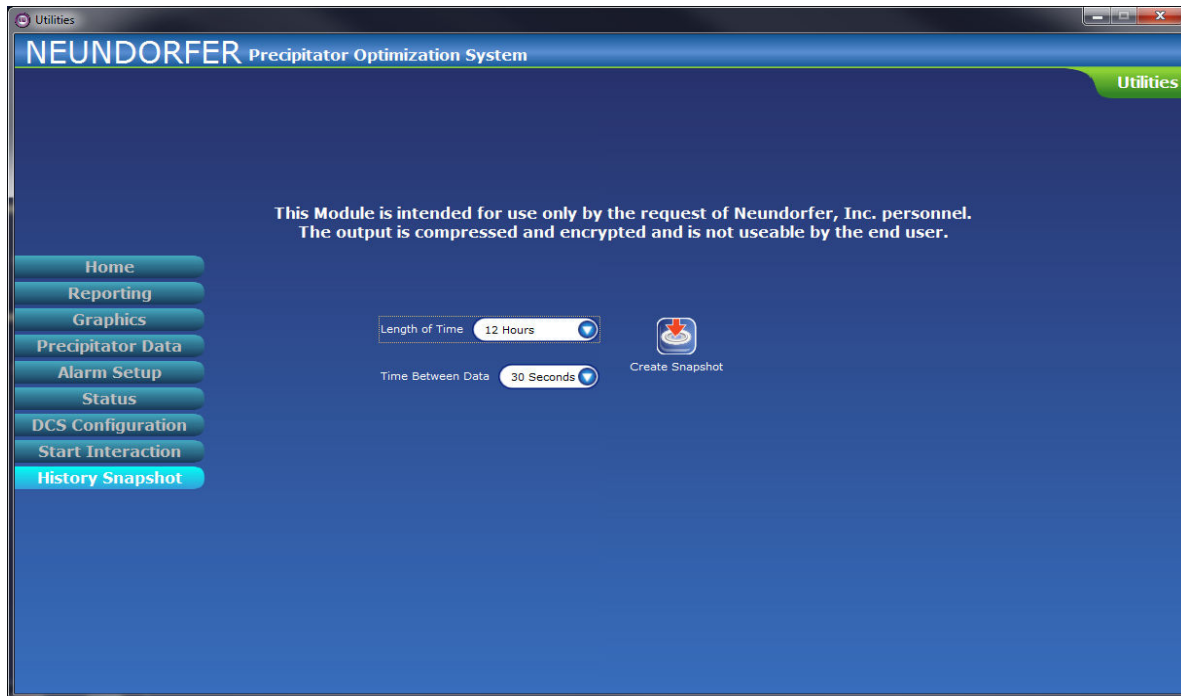 Utilities
NEUNDORFER Precipitator Optimization System
Utilities
This Module is intended for use only by the request of Neundorfer, Inc. personnel.
The output is compressed and encrypted and is not useable by the end user.
Home
Reporting
Graphics
Precipitator Data
Alarm Setup
Status
DCS Configuration
Start Interaction
History Snapshot
Length of Time 12 Hours
Time Between Data 30 Seconds
Create Snapshot